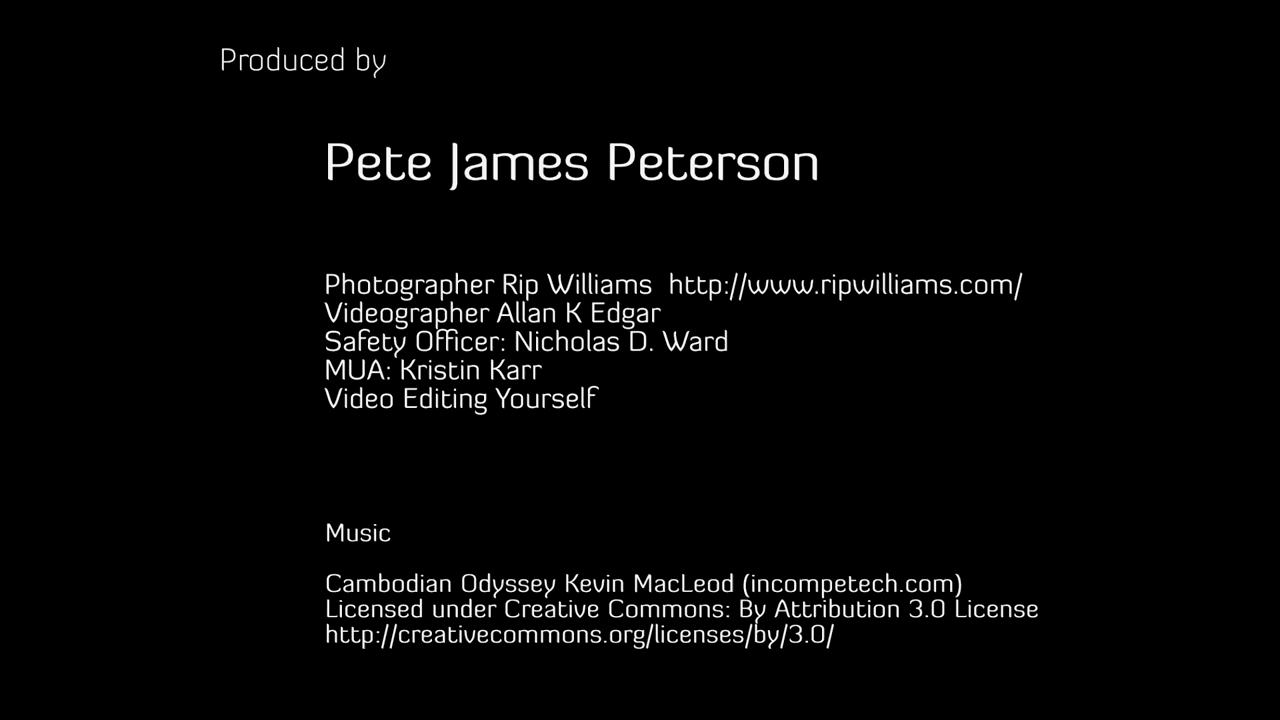 Produced by
Pete James Peterson
Photographer Rip Williams  http://www.ripwilliams.com/
Videographer Allan K Edgar
Safety Officer: Nicholas D. Ward
MUA: Kristin Karr
Video Editing Yourself
Music
Cambodian Odyssey Kevin MacLeod (incompetech.com)
Licensed under Creative Commons: By Attribution 3.0 License
http://creativecommons.org/licenses/by/3.0/